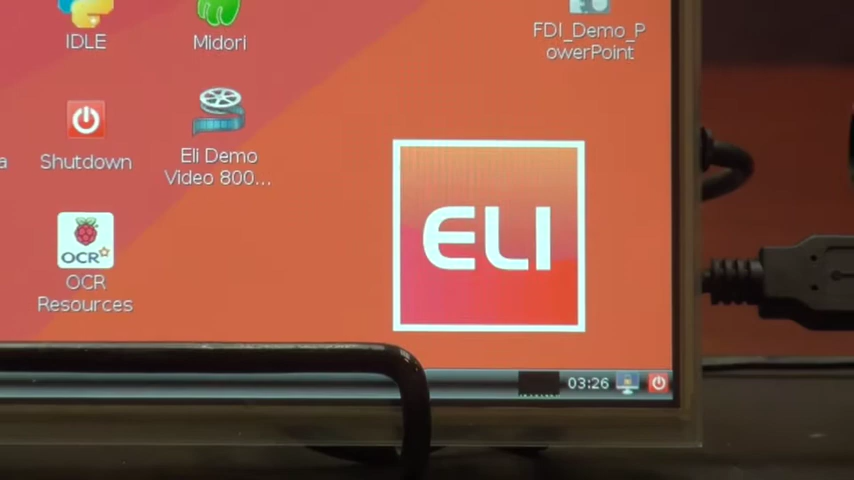 IDLE
Midori
FDI_Demo_P
owerPoint
Shutdown
Eli Demo
Video 800...
a
OCR
OCR
Resources
ELI
03:26